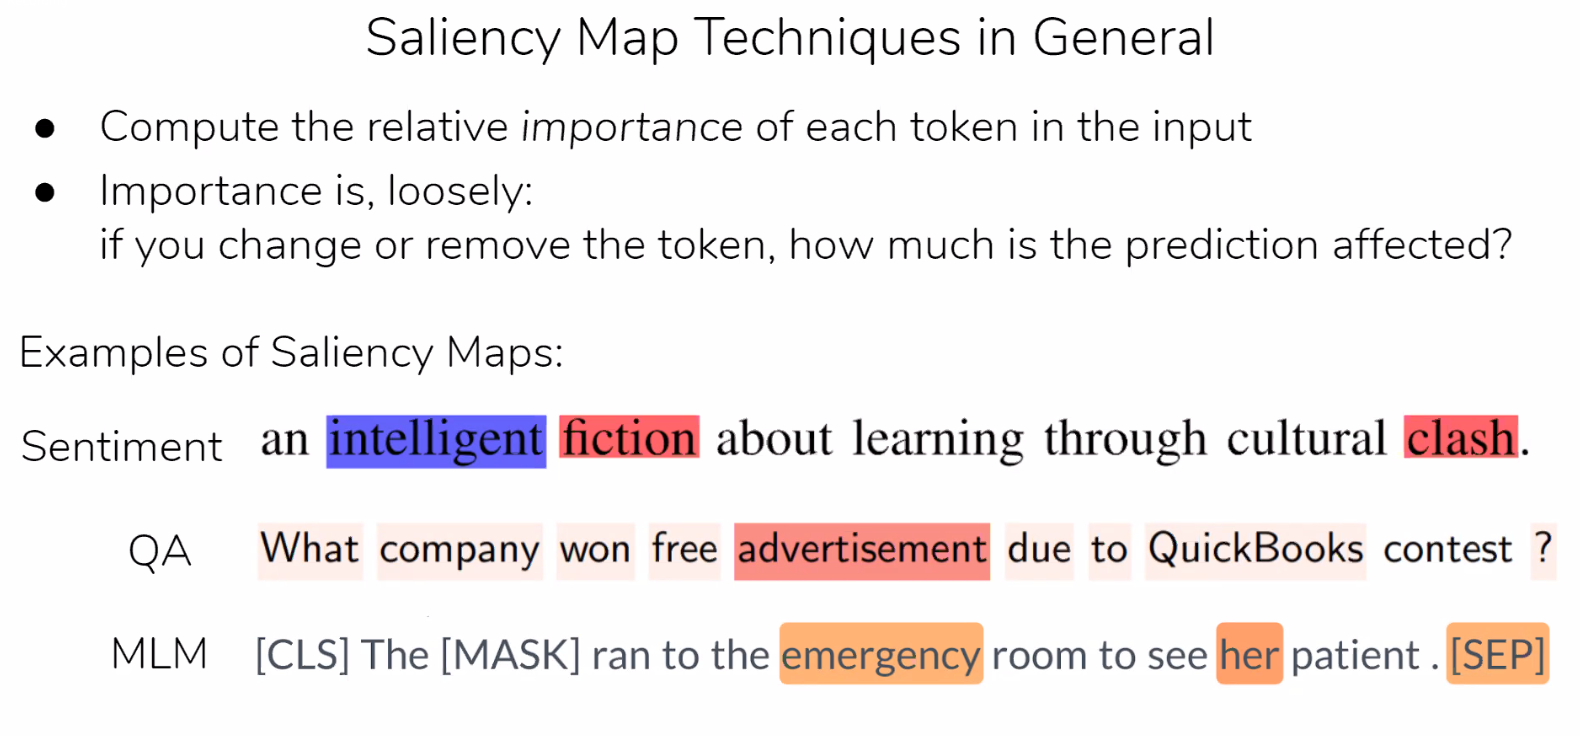 Saliency Map Techniques in General
● Compute the relative importance of each token in the input
● Importance is, loosely:
if you change or remove the token, how much is the prediction affected?
Examples of Saliency Maps:
Sentiment an intelligent fiction about learning through cultural clash.
QA What company won free advertisement due to QuickBooks contest ?
MLM [CLS] The [MASK] ran to the emergency room to see her patient . [SEP]